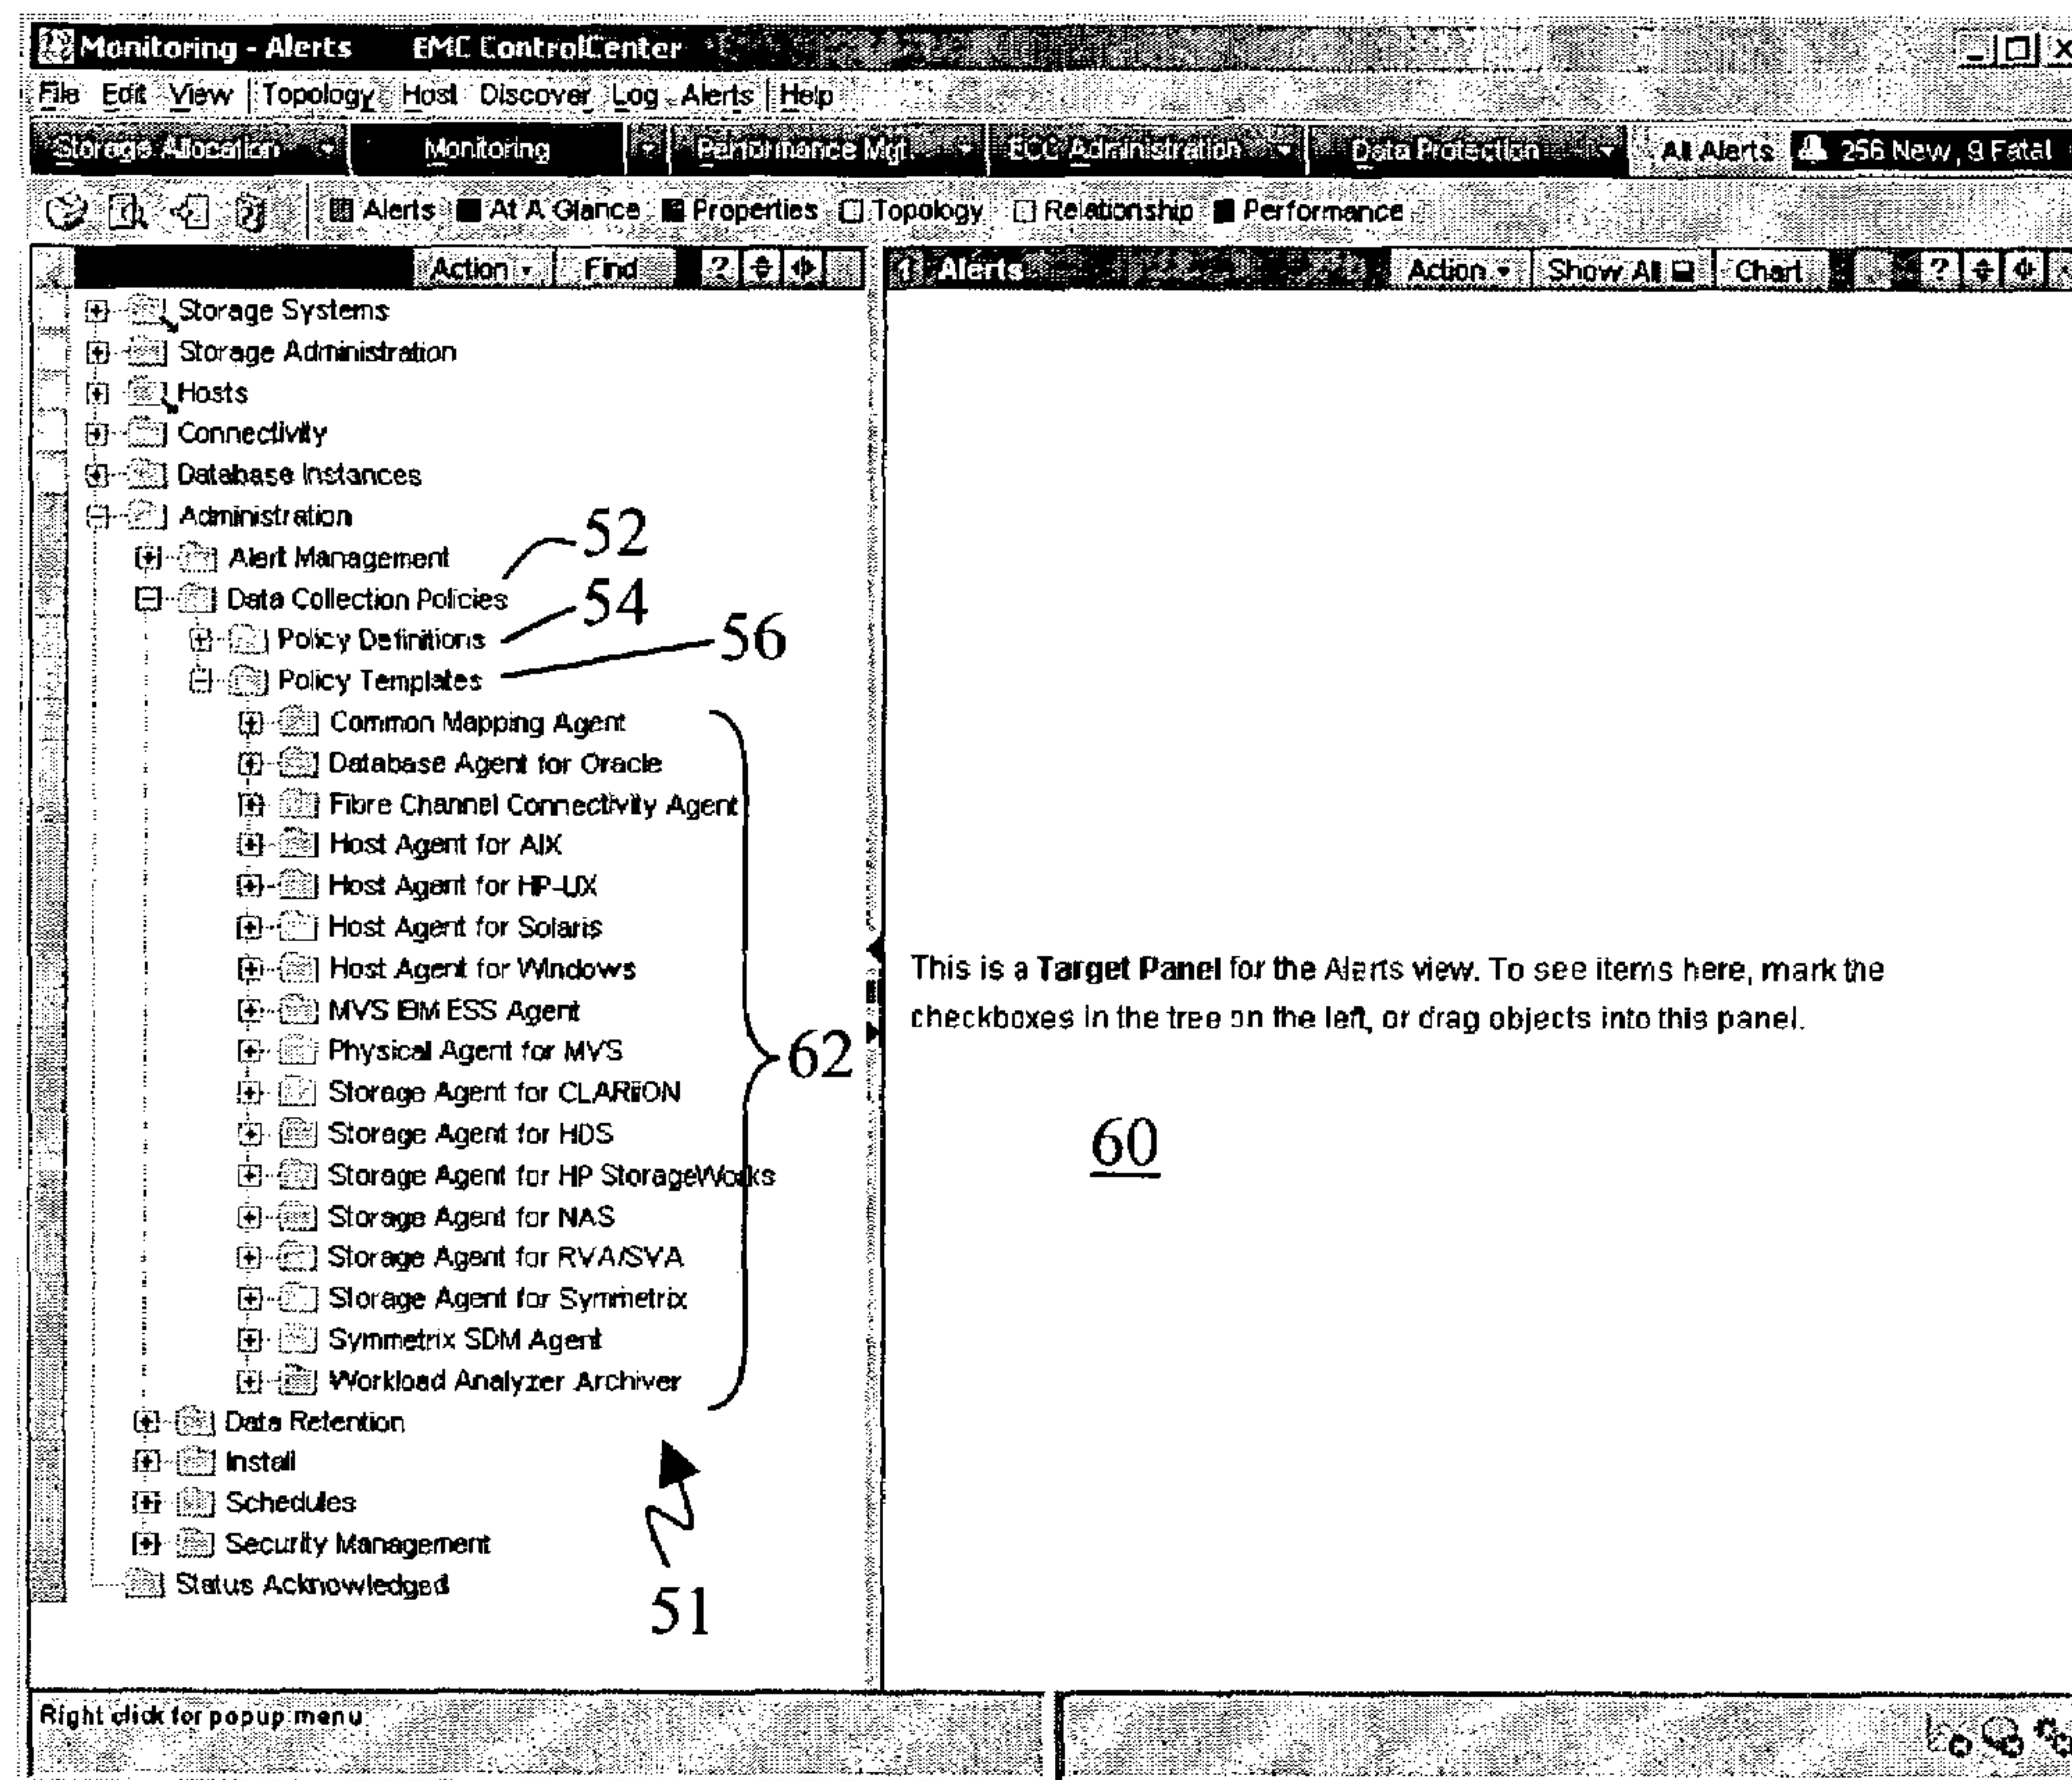 Monitoring - Alerts EMC ControlCenter
File Edit View Topology Host Discover Log Alerts Help
Storage Allocation Monitoring Performance Mgt. ECC Administration Data Protection All Alerts 256 New, 9 Fatal
Alerts At A Glance Properties Topology Relationship Performance
Action Find ? 1 Alerts Action Show All Chart ?
Storage Systems
Storage Administration
Hosts
Connectivity
Database Instances
Administration
52
Alert Management
Data Collection Policies
54
Policy Definitions
56
Policy Templates
Common Mapping Agent
Database Agent for Oracle
Fibre Channel Connectivity Agent
Host Agent for AIX
Host Agent for HP-UX
Host Agent for Solaris
Host Agent for Windows
MVS IBM ESS Agent
Physical Agent for MVS
Storage Agent for CLARiiON
Storage Agent for HDS
Storage Agent for HP StorageWorks
Storage Agent for NAS
Storage Agent for RVA/SVA
Storage Agent for Symmetrix
Symmetrix SDM Agent
Workload Analyzer Archiver
62
Data Retention
Install
Schedules
Security Management
Status Acknowledged
51
This is a Target Panel for the Alerts view. To see items here, mark the
checkboxes in the tree on the left, or drag objects into this panel.
60
Right click for popup menu